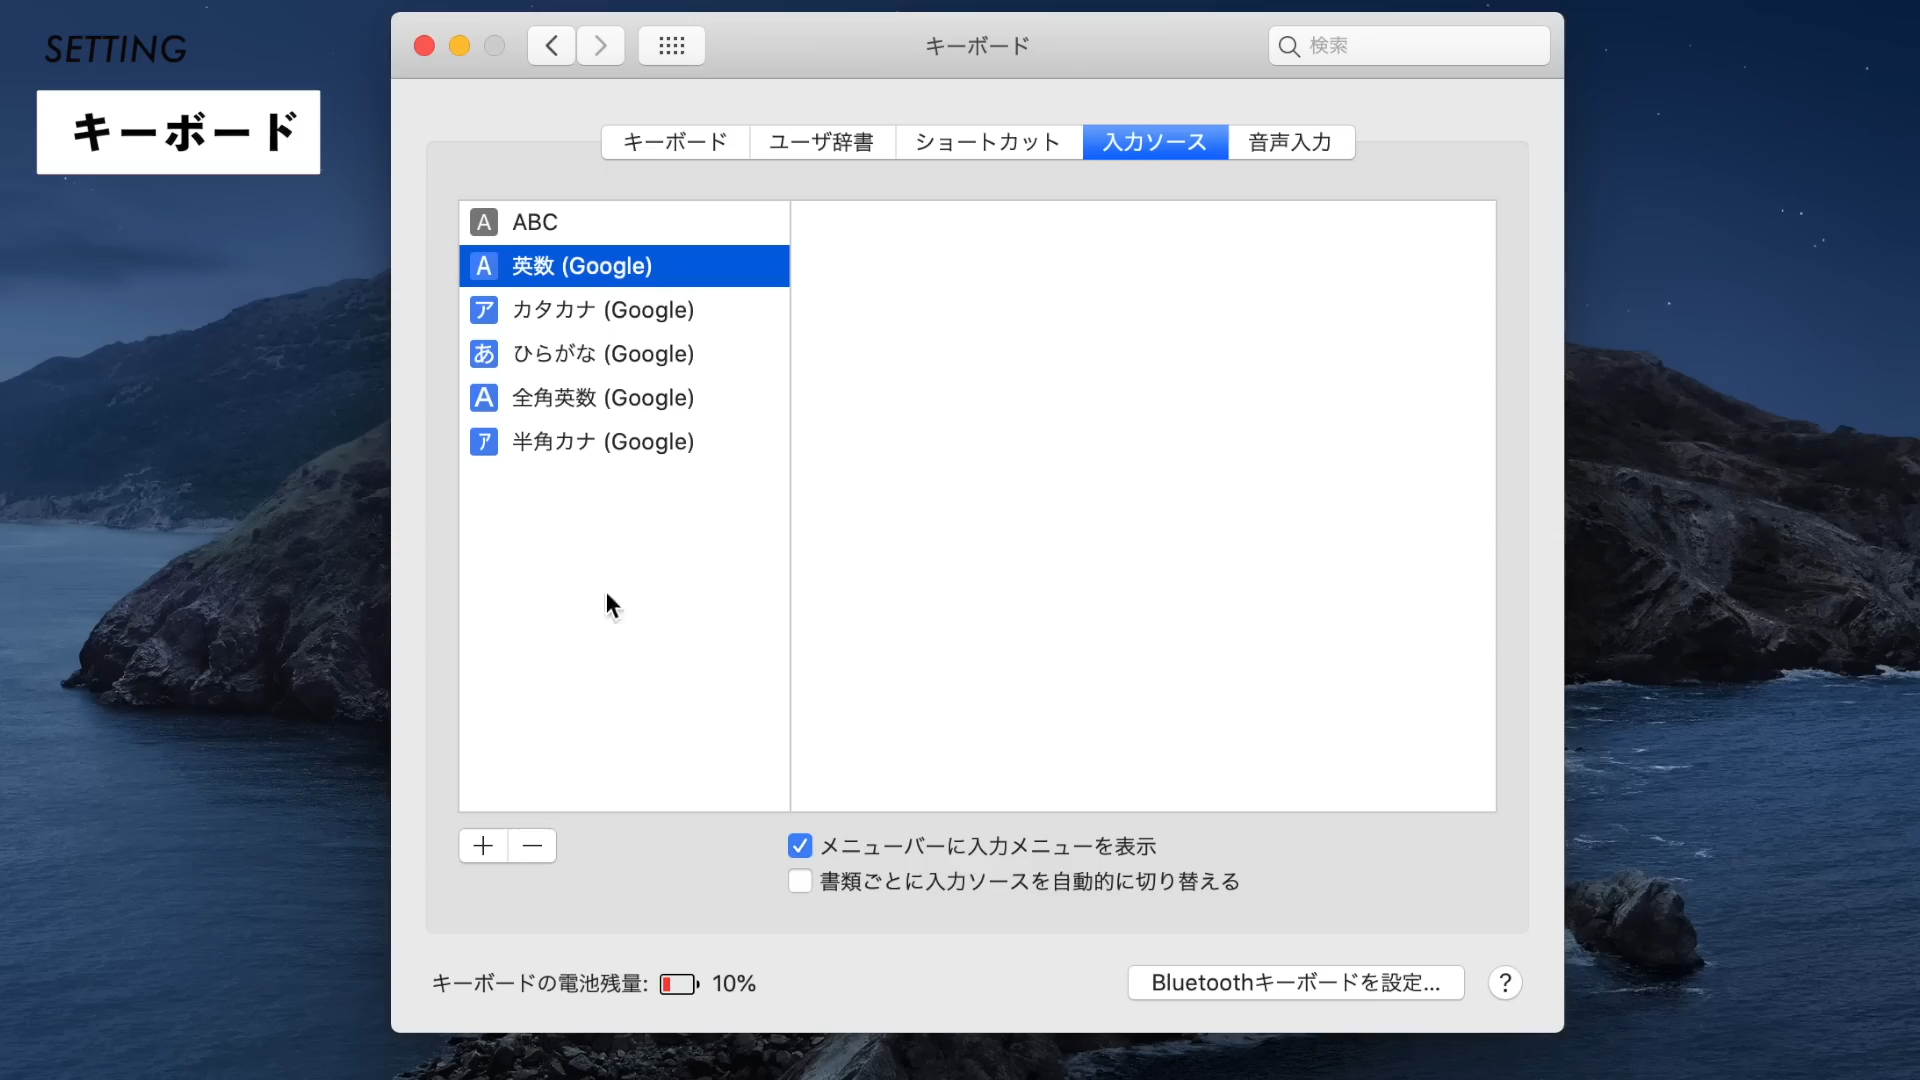 SETTING
キーボード
キーボード
検索
キーボード
ユーザ辞書
ショートカット
入力ソース
音声入力
A ABC
A 英数 (Google)
ア カタカナ (Google)
あ ひらがな (Google)
A 全角英数 (Google)
ア 半角カナ (Google)
メニューバーに入力メニューを表示
書類ごとに入力ソースを自動的に切り替える
キーボードの電池残量: 10%
Bluetoothキーボードを設定...
?